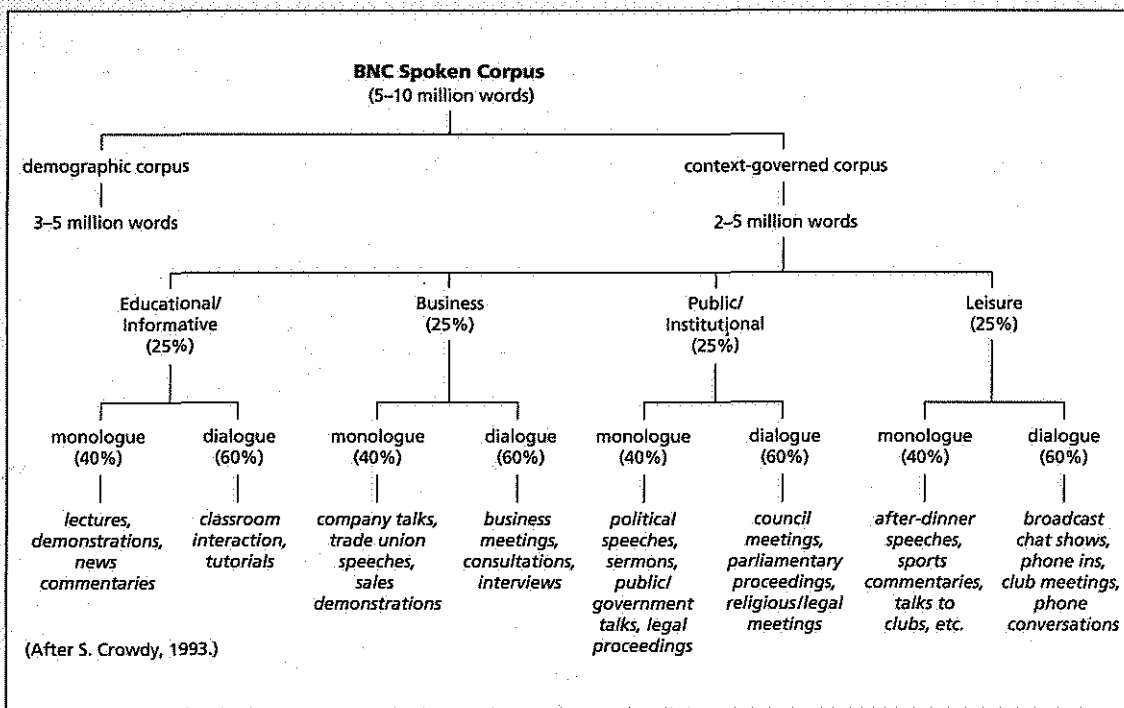 BNC Spoken Corpus
(5–10 million words)
demographic corpus
3–5 million words
context-governed corpus
2–5 million words
Educational/
Informative
(25%)
Business
(25%)
Public/
Institutional
(25%)
Leisure
(25%)
monologue
(40%)
dialogue
(60%)
monologue
(40%)
dialogue
(60%)
monologue
(40%)
dialogue
(60%)
monologue
(40%)
dialogue
(60%)
lectures,
demonstrations,
news
commentaries
classroom
interaction,
tutorials
company talks,
trade union
speeches,
sales
demonstrations
business
meetings,
consultations,
interviews
political
speeches,
sermons,
public/
government
talks, legal
proceedings
council
meetings,
parliamentary
proceedings,
religious/legal
meetings
after-dinner
speeches,
sports
commentaries,
talks to
clubs, etc.
broadcast
chat shows,
phone ins,
club meetings,
phone
conversations
(After S. Crowdy, 1993.)